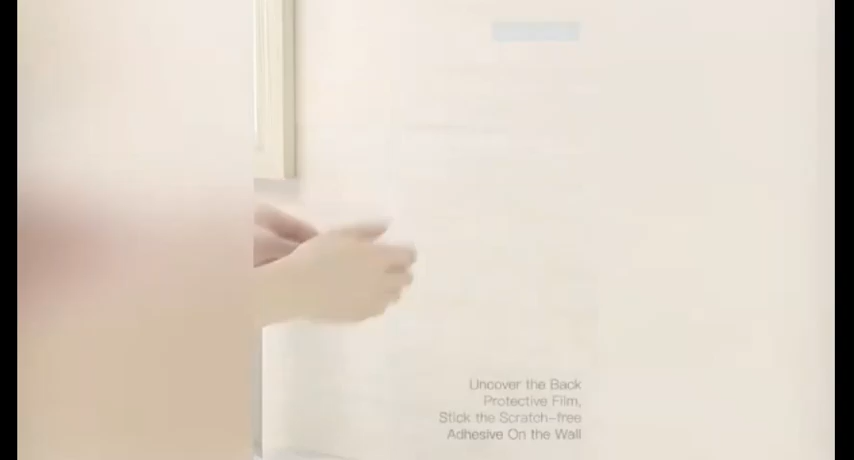 Uncover the Back
Protective Film,
Stick the Scratch-free
Adhesive On the Wall